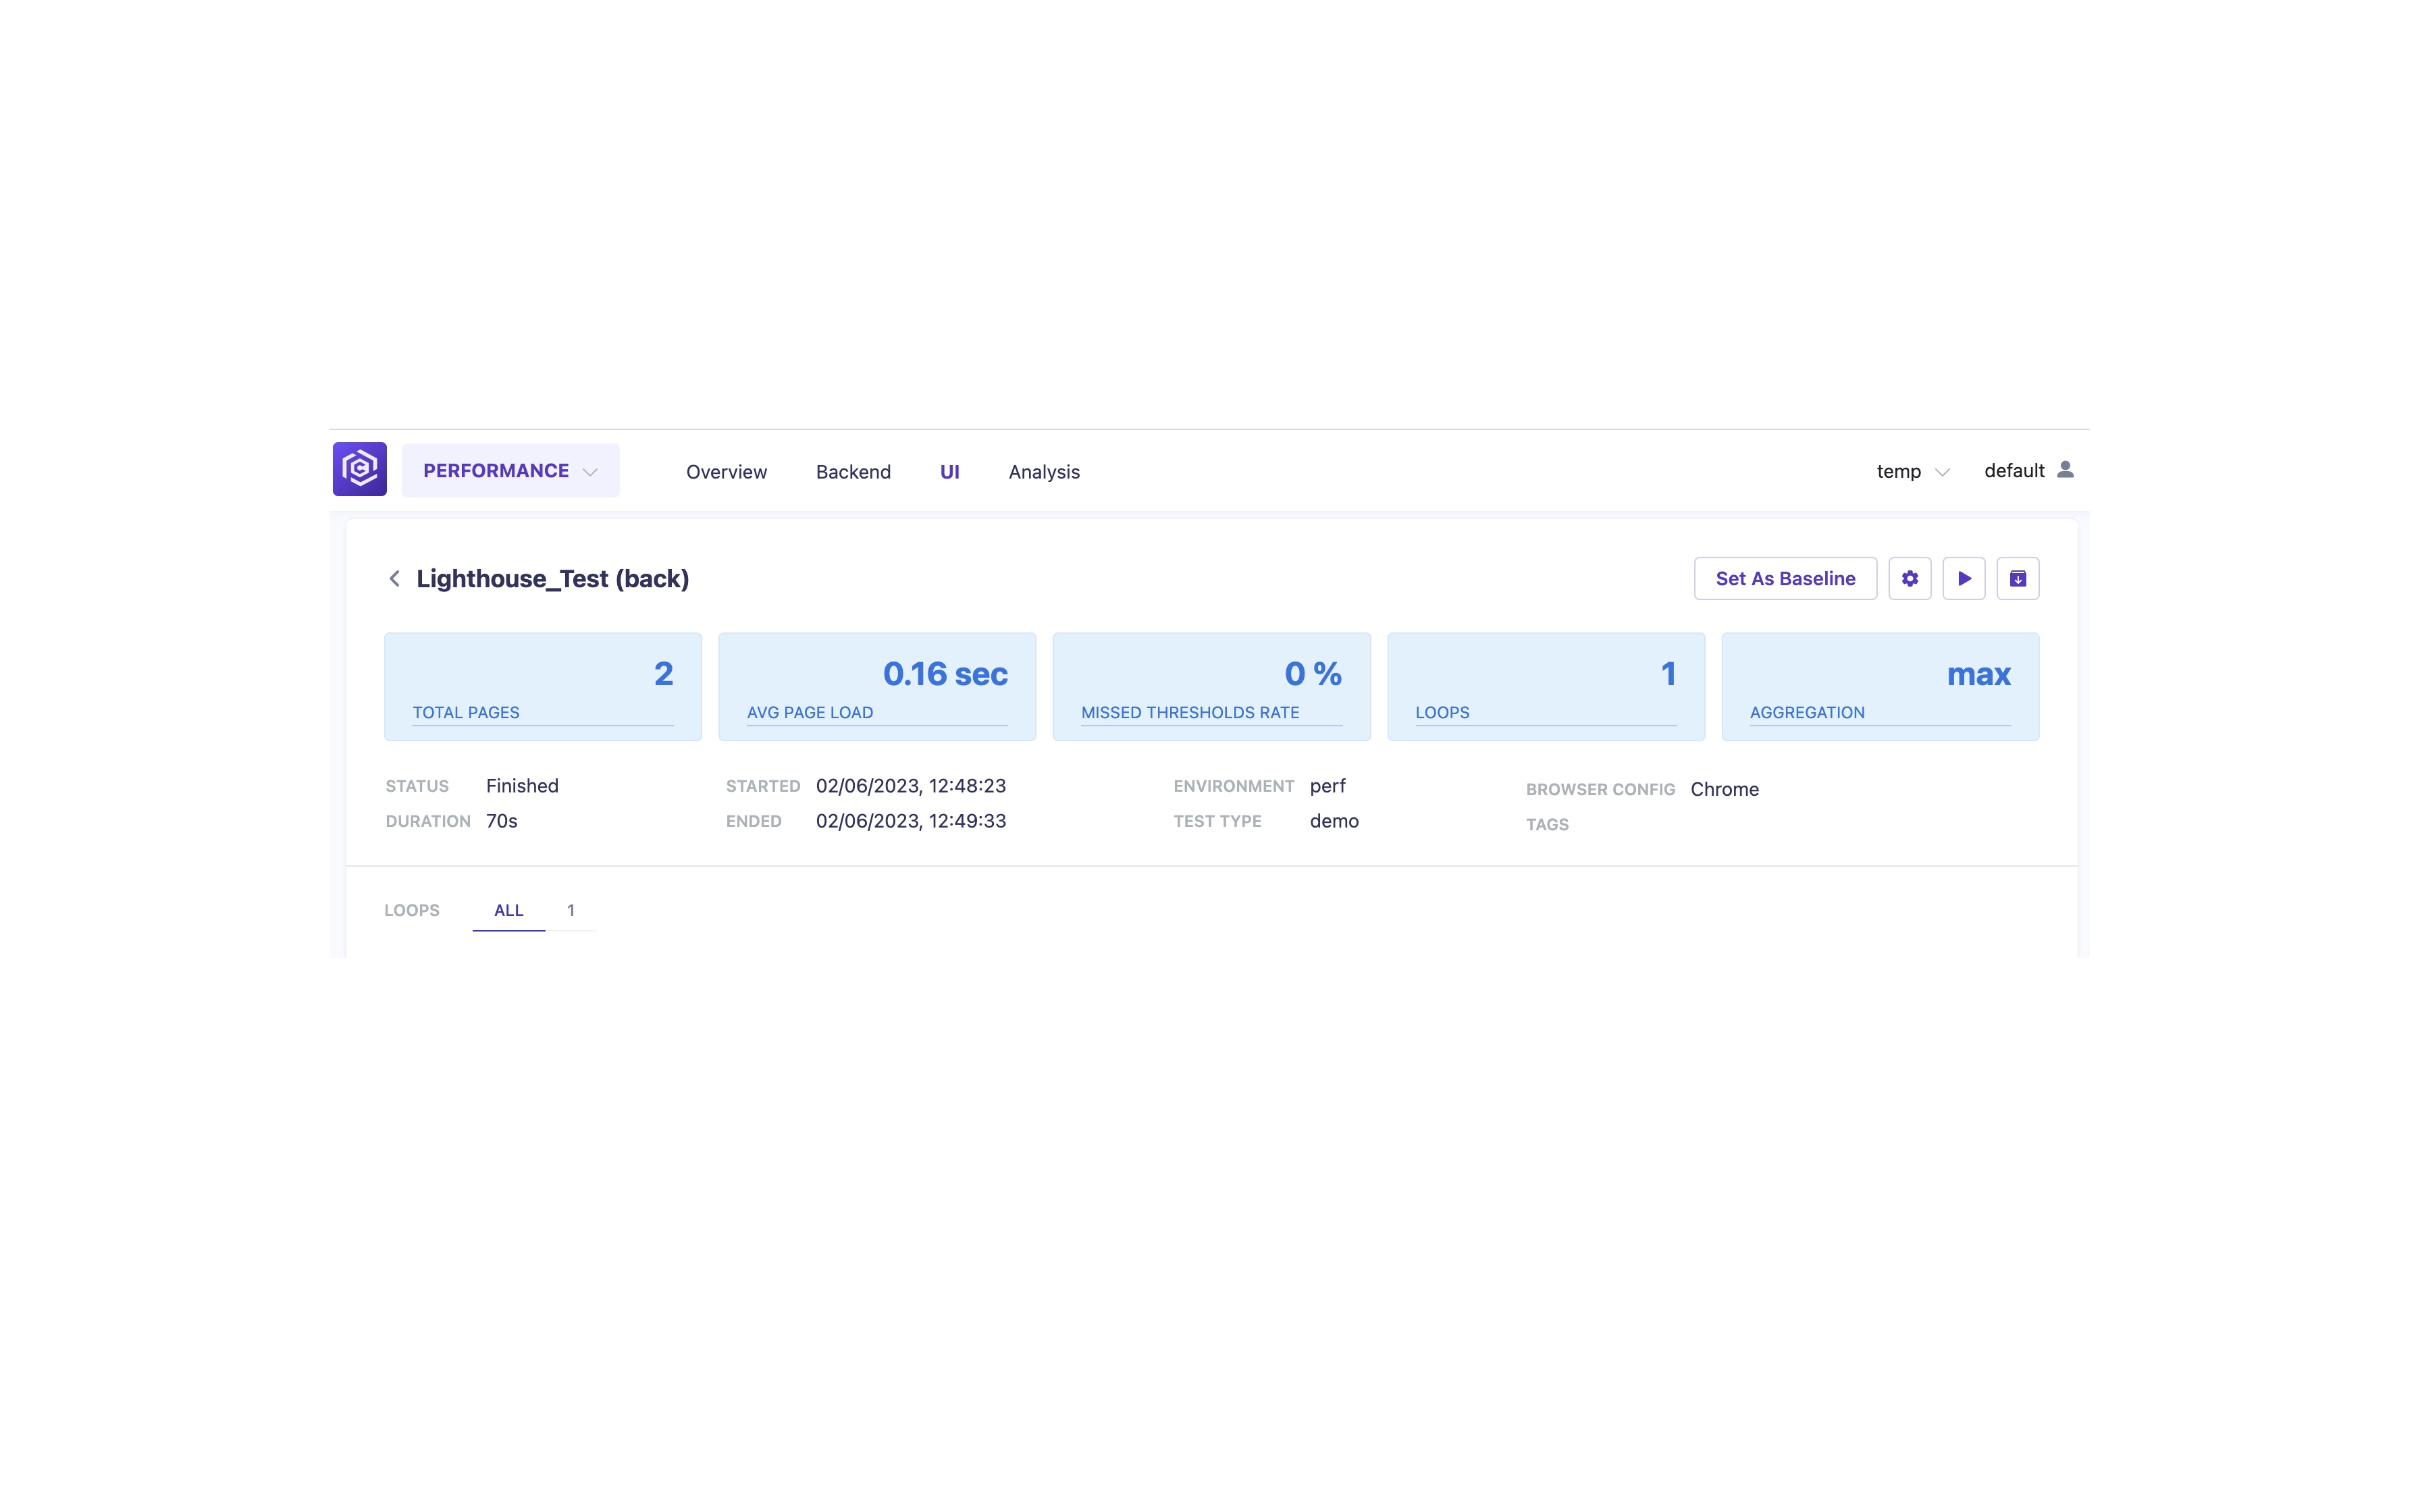 PERFORMANCE Overview Backend UI Analysis temp default
Lighthouse_Test (back) Set As Baseline
2 0.16 sec 0 % 1 max
TOTAL PAGES AVG PAGE LOAD MISSED THRESHOLDS RATE LOOPS AGGREGATION
STATUS Finished STARTED 02/06/2023, 12:48:23 ENVIRONMENT perf BROWSER CONFIG Chrome
DURATION 70s ENDED 02/06/2023, 12:49:33 TEST TYPE demo TAGS
LOOPS ALL 1